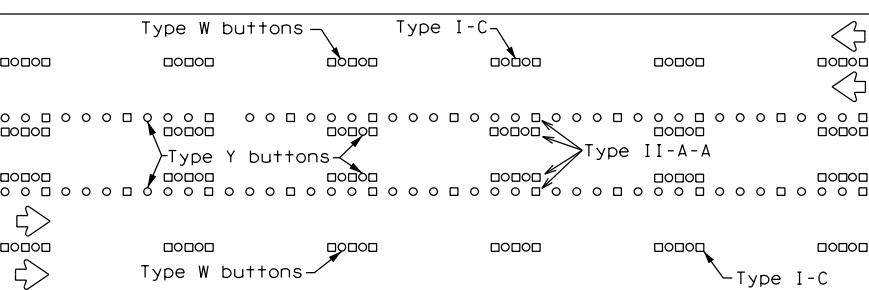 Type W buttons
Type I-C
Type Y buttons
Type II-A-A
Type W buttons
Type I-C